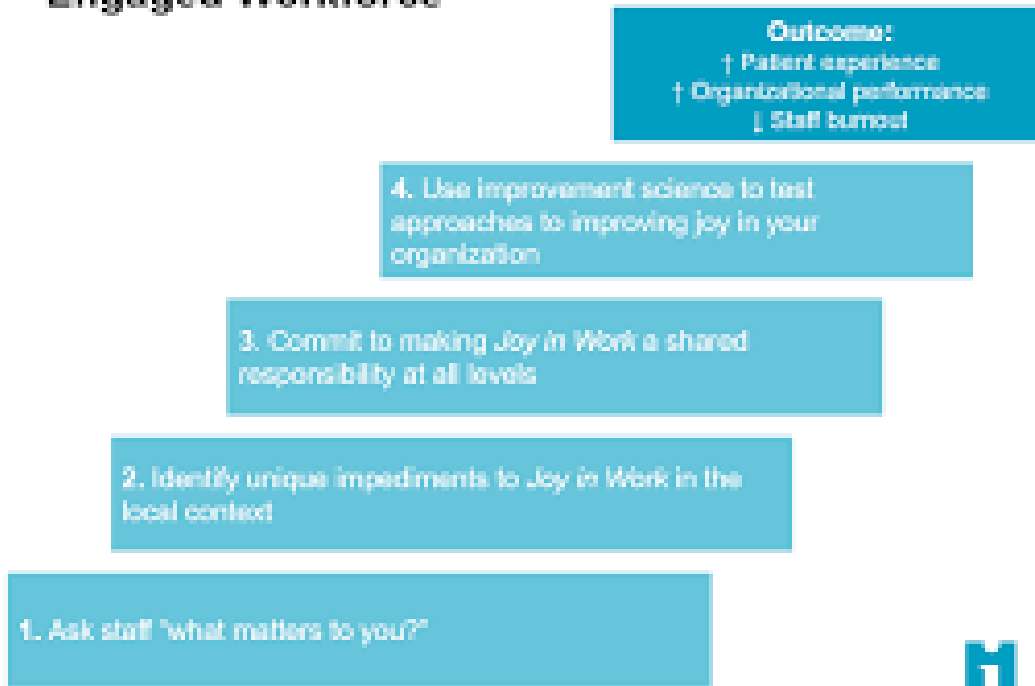 Engaged Workforce
Outcome:
↑ Patient experience
↑ Organizational performance
↓ Staff burnout
4. Use improvement science to test
approaches to improving joy in your
organization
3. Commit to making Joy in Work a shared
responsibility at all levels
2. Identify unique impediments to Joy in Work in the
local context
1. Ask staff "what matters to you?"